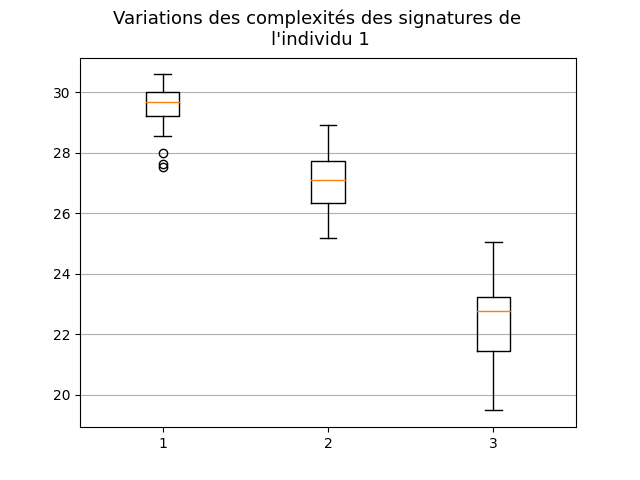 Variations des complexités des signatures de
l'individu 1
30
28
26
24
22
20
1 2 3